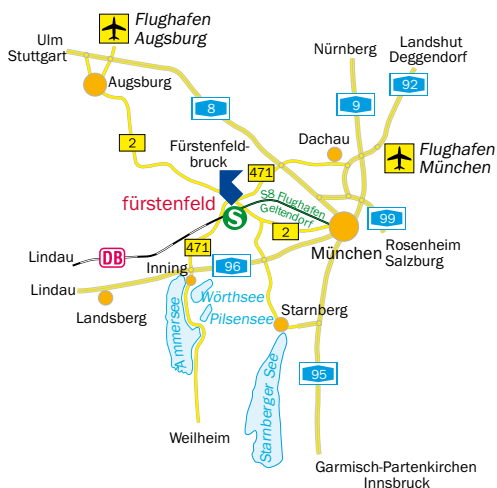 Flughafen
Augsburg
Ulm
Stuttgart
Augsburg
Nürnberg
Landshut
Deggendorf
92
8
9
2
Fürstenfeld-
bruck
Dachau
471
Flughafen
München
fürstenfeld
S
S8 Flughafen
Geltendorf
2
99
471
München
Rosenheim
Salzburg
Lindau
DB
Inning
96
Lindau
Landsberg
Wörthsee
Pilsensee
Ammersee
Starnberg
Starnberger See
95
Weilheim
Garmisch-Partenkirchen
Innsbruck